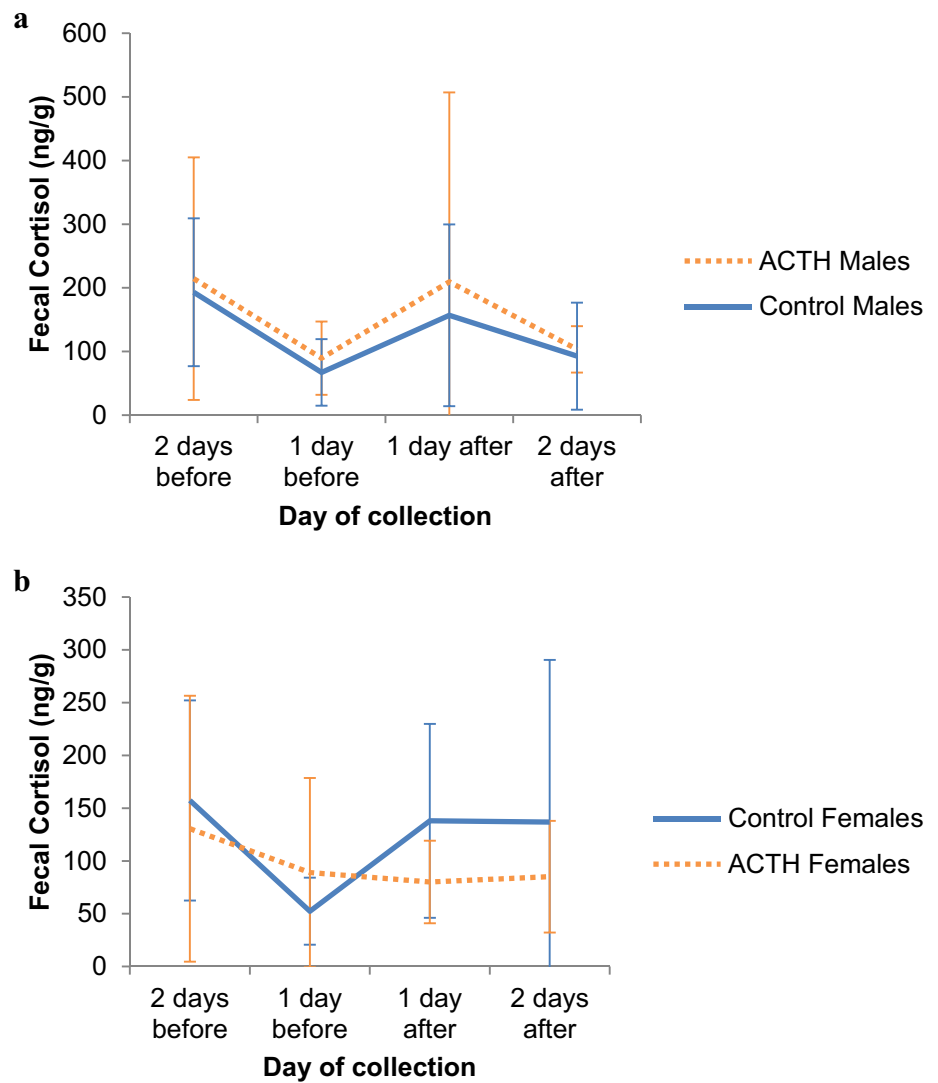 a
600
500
400
300
200
100
0
Fecal Cortisol (ng/g)
2 days
before
1 day
before
1 day after
2 days
after
Day of collection
ACTH Males
Control Males
b
350
300
250
200
150
100
50
0
Fecal Cortisol (ng/g)
2 days
before
1 day
before
1 day
after
2 days
after
Day of collection
Control Females
ACTH Females